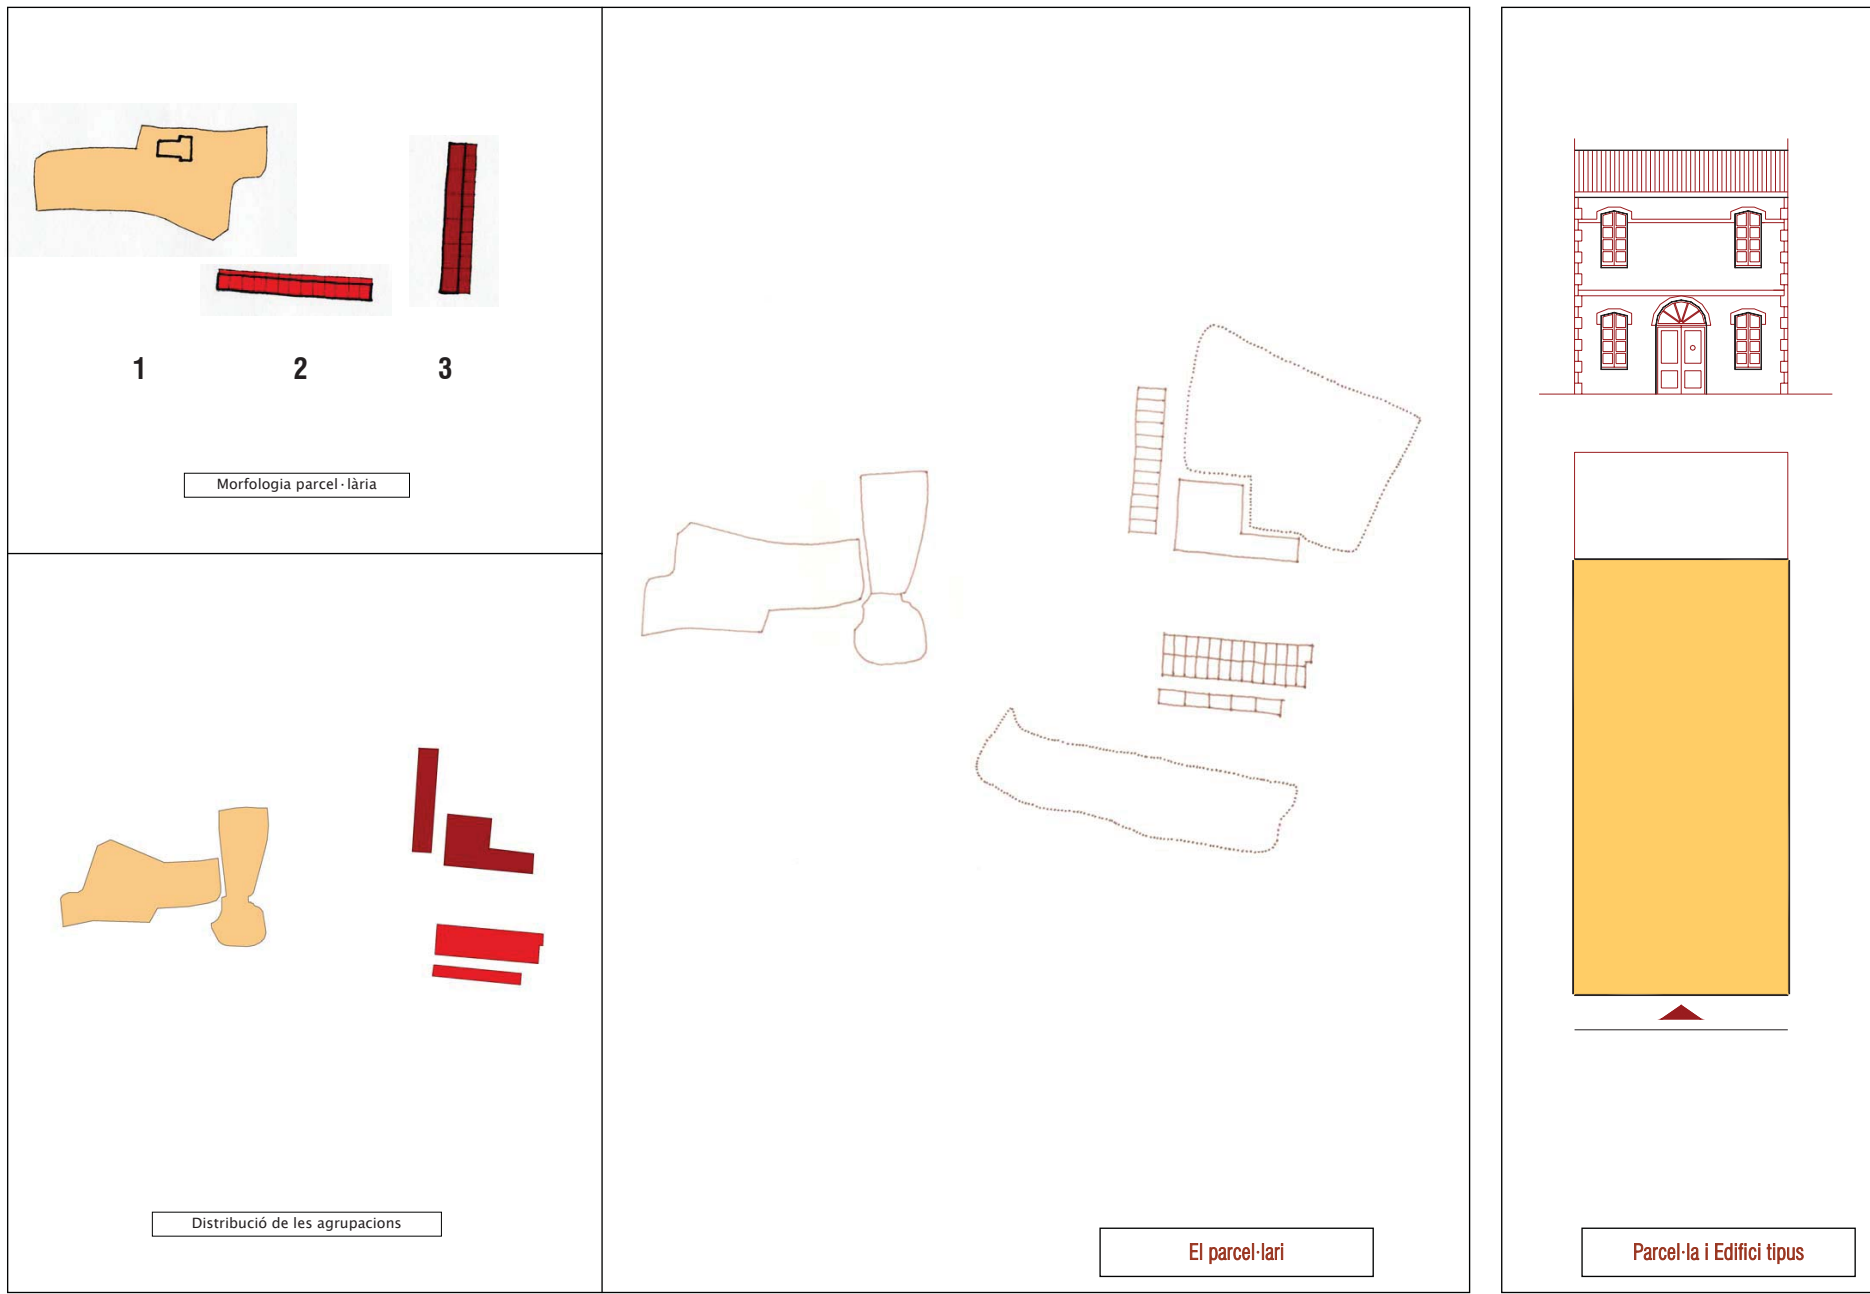 1 2 3
Morfologia parcel·lària
Distribució de les agrupacions
El parcel·lari
Parcel·la i Edifici tipus